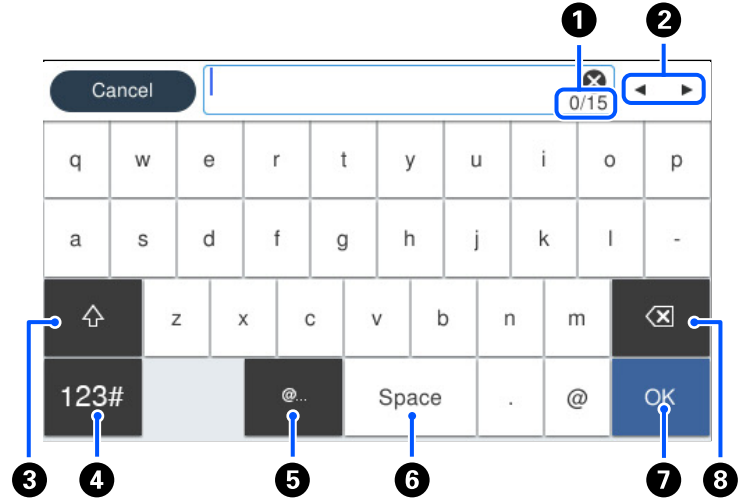 1 2
Cancel
0/15
q w e r t y u i o p
a s d f g h j k l -
z x c v b n m
123# @... Space . @ OK
3 4 5 6 7 8